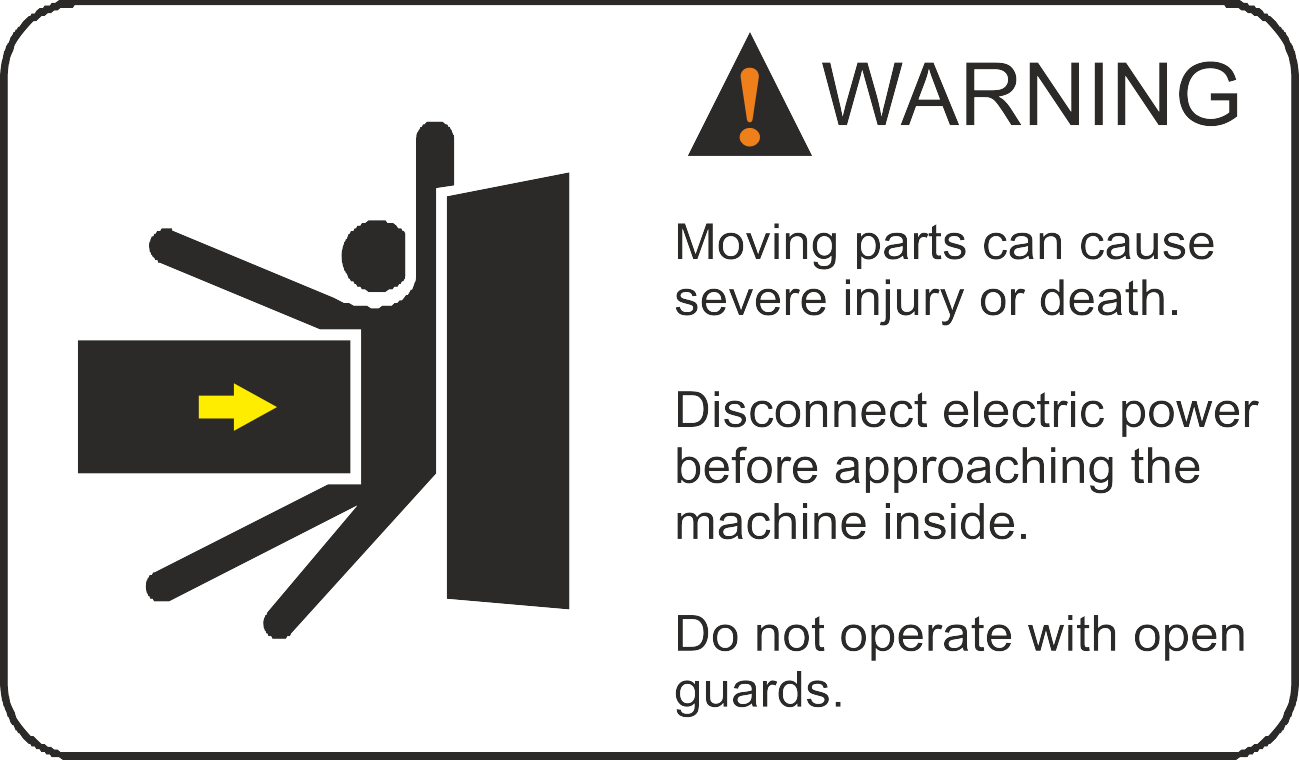 WARNING
Moving parts can cause
severe injury or death.
Disconnect electric power
before approaching the
machine inside.
Do not operate with open
guards.